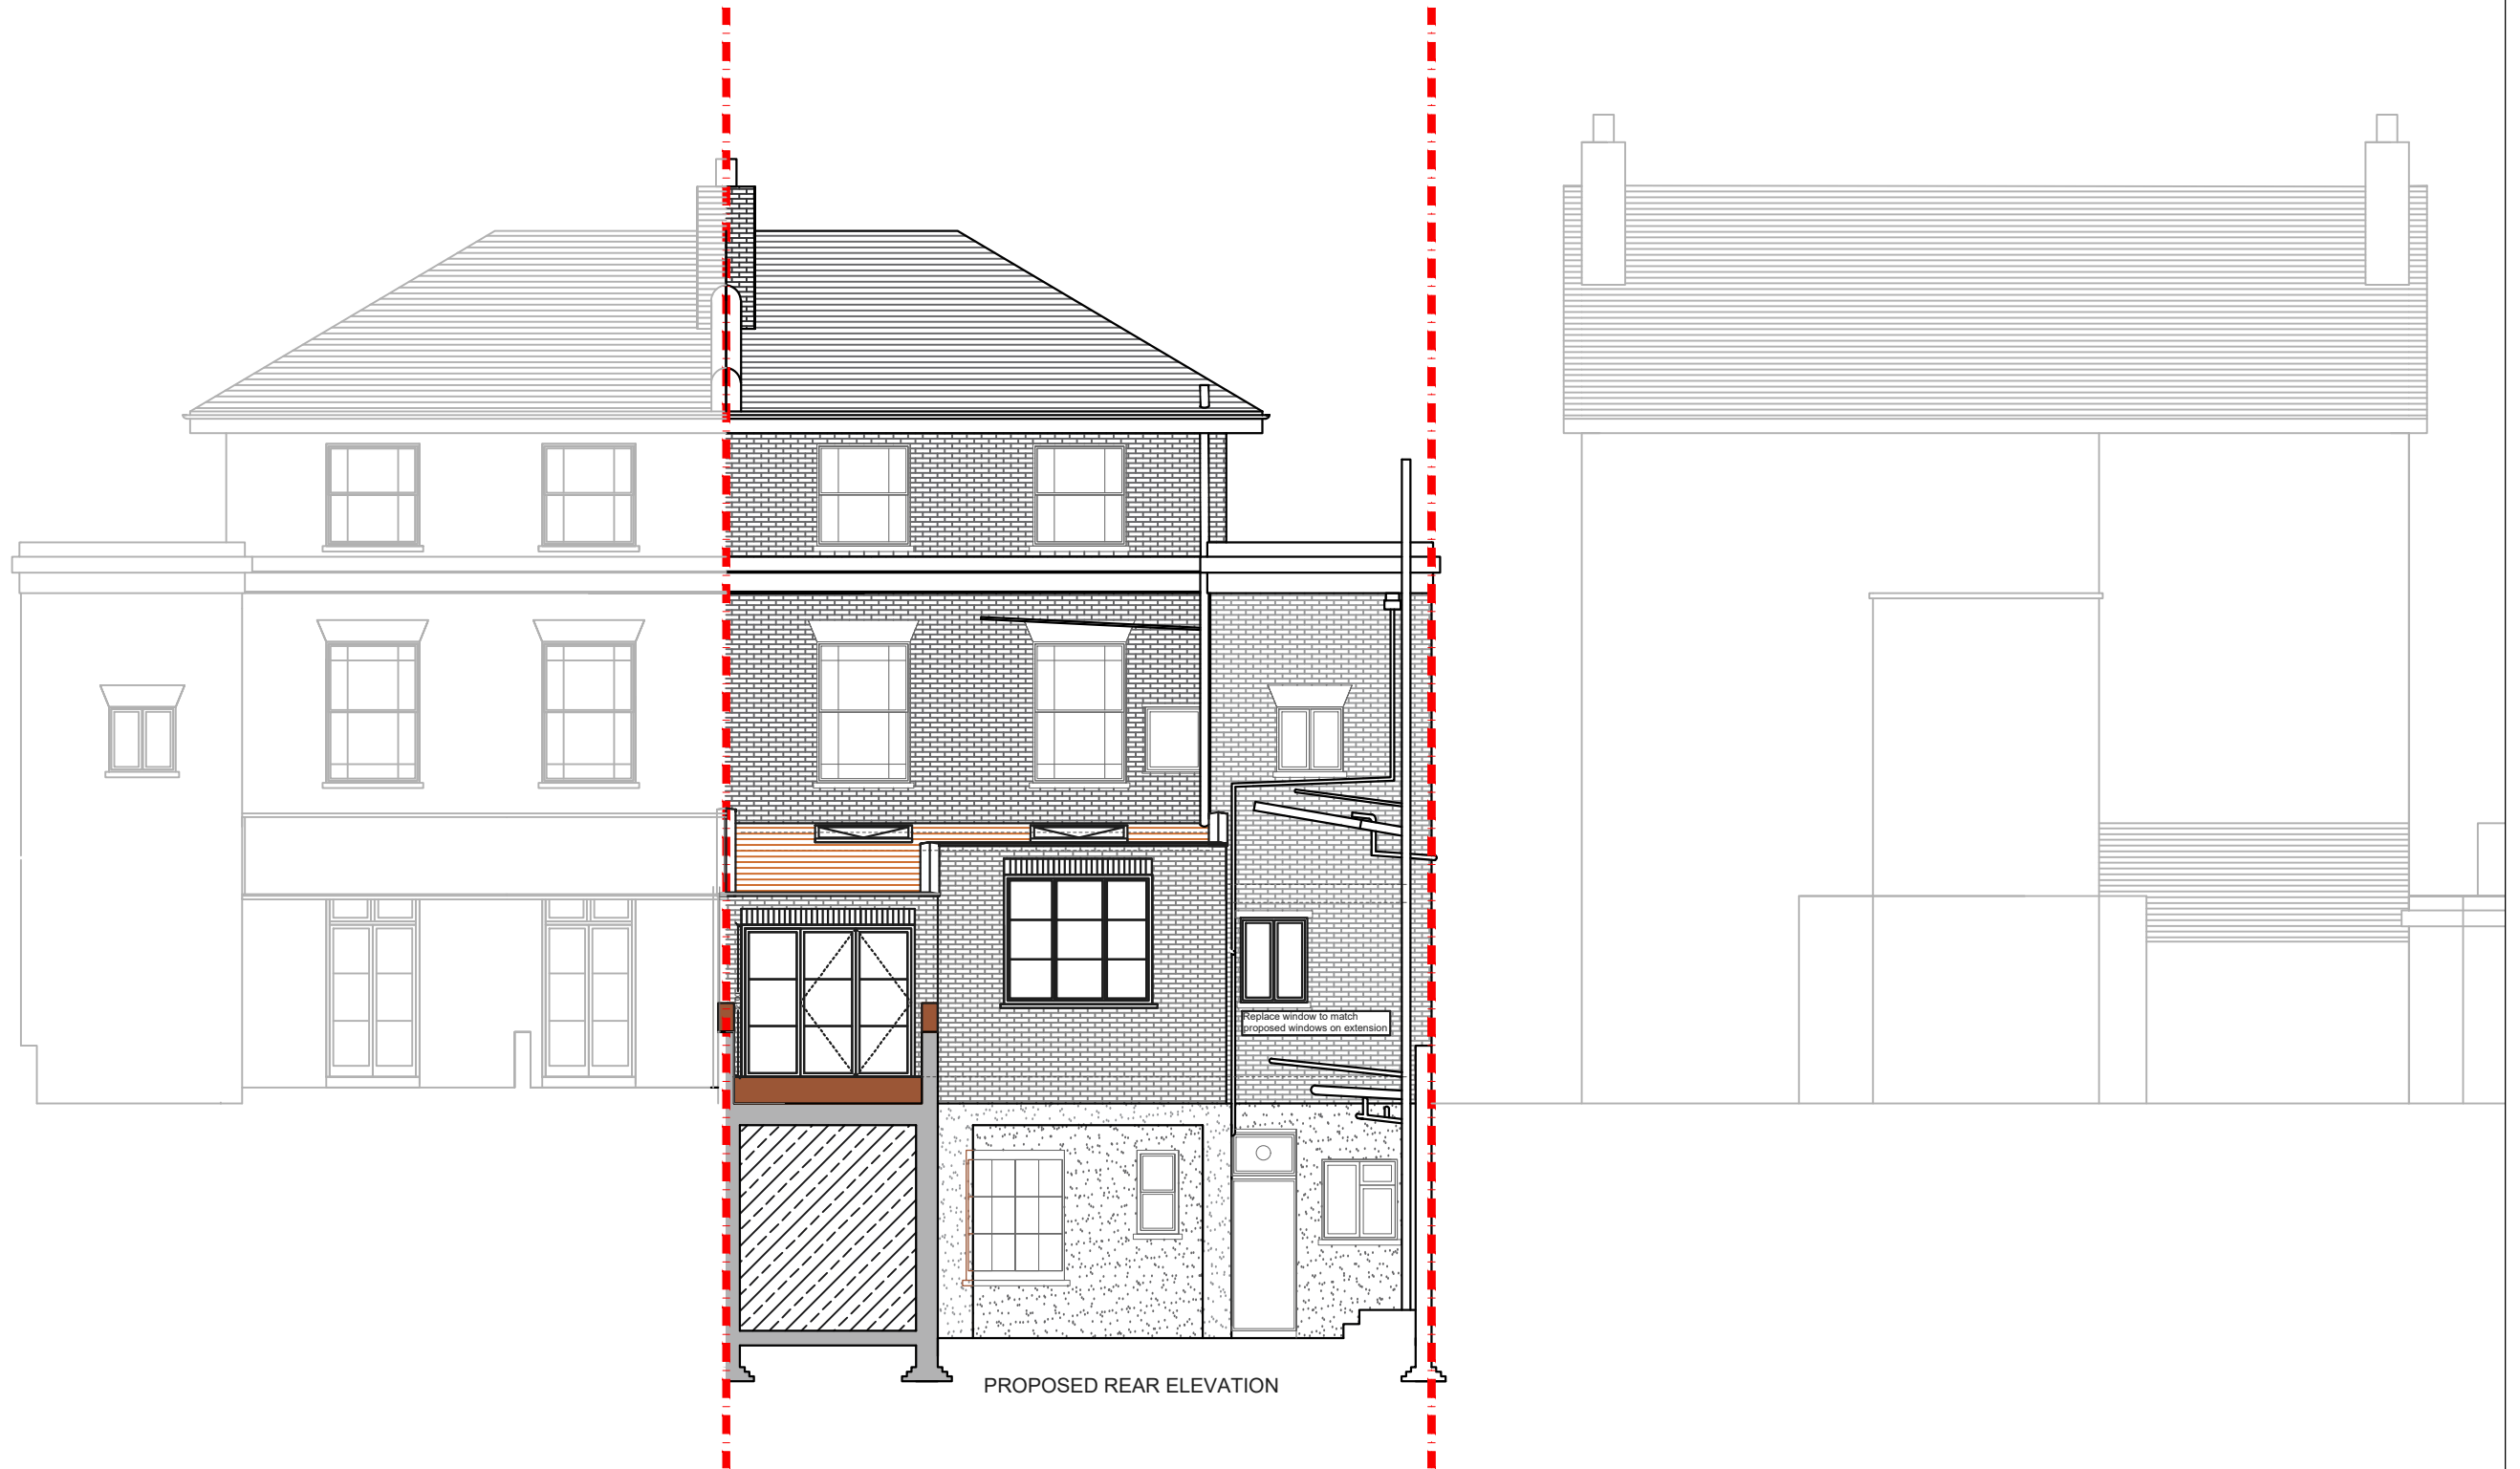 Replace window to match
proposed windows on extension
PROPOSED REAR ELEVATION